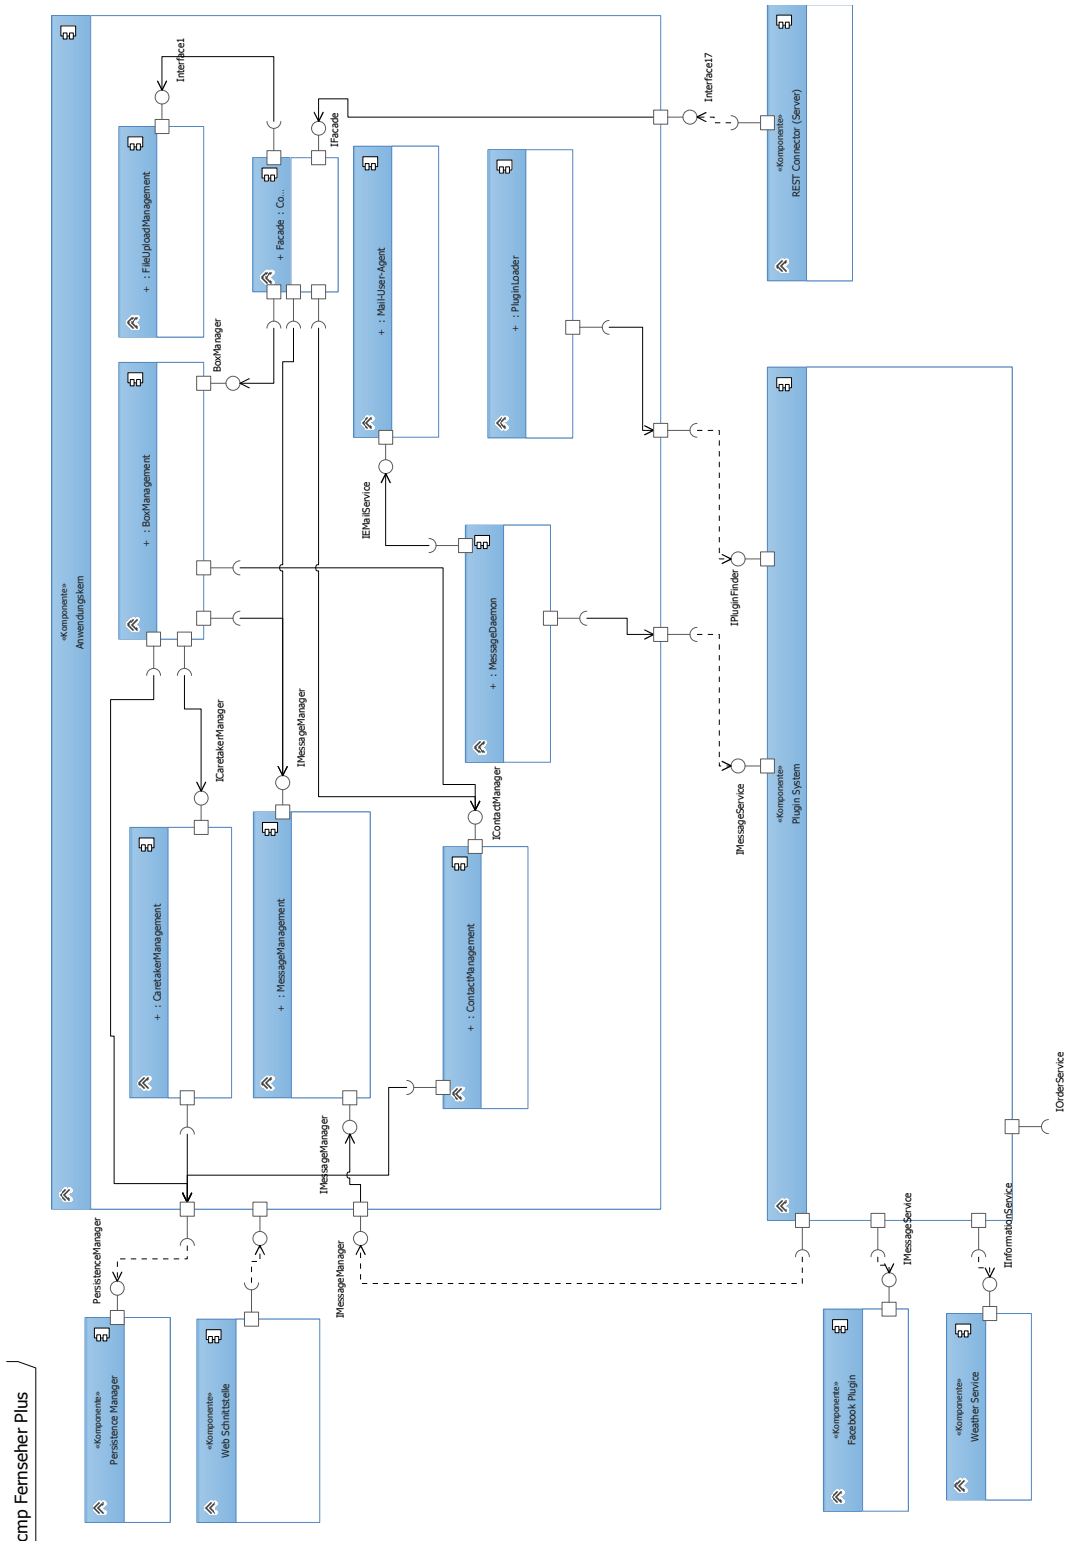 cmp Fernseher Plus
«Komponente»
Persistence Manager
PersistenceManager
«Komponente»
Web Schnittstelle
IMessageManager
«Komponente»
Facebook Plugin
IMessageService
«Komponente»
Weather Service
IInformationService
IOrderService
«Komponente»
Anwendungskern
+ : CaretakerManagement
ICaretakerManager
+ : MessageManagement
IMessageManager
IMessageManager
+ : ContactManagement
IContactManager
+ : BoxManagement
BoxManager
+ : FileUploadManagement
Interface1
+ Facade : Co...
IFacade
+ : Mail-User-Agent
IEMailService
+ : MessageDaemon
+ : PluginLoader
«Komponente»
Plugin System
IMessageService
IPluginFinder
«Komponente»
REST Connector (Server)
Interface17